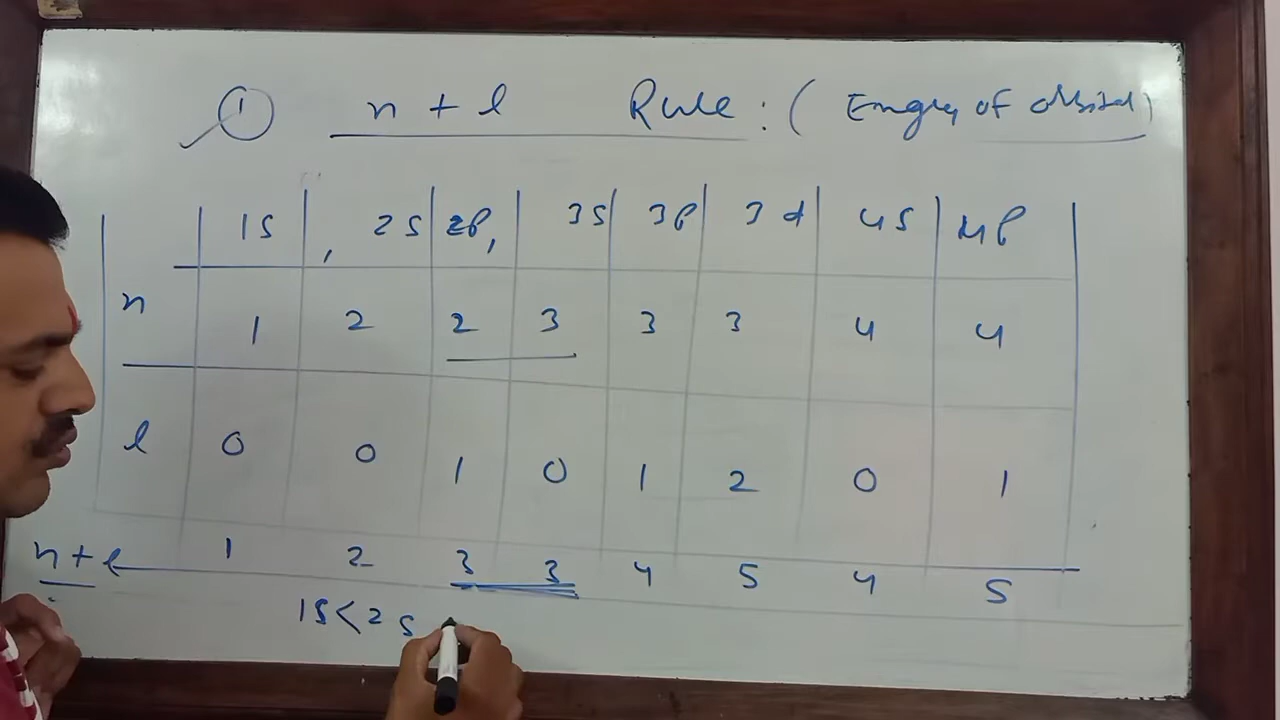 ① n + l Rule : ( Energy of orbital )
1S , 2S 2P, 3S 3P 3d 4S 4P
n 1 2 2 3 3 3 4 4
l 0 0 1 0 1 2 0 1
n + l 1 2 3 3 4 5 4 5
1S < 2S